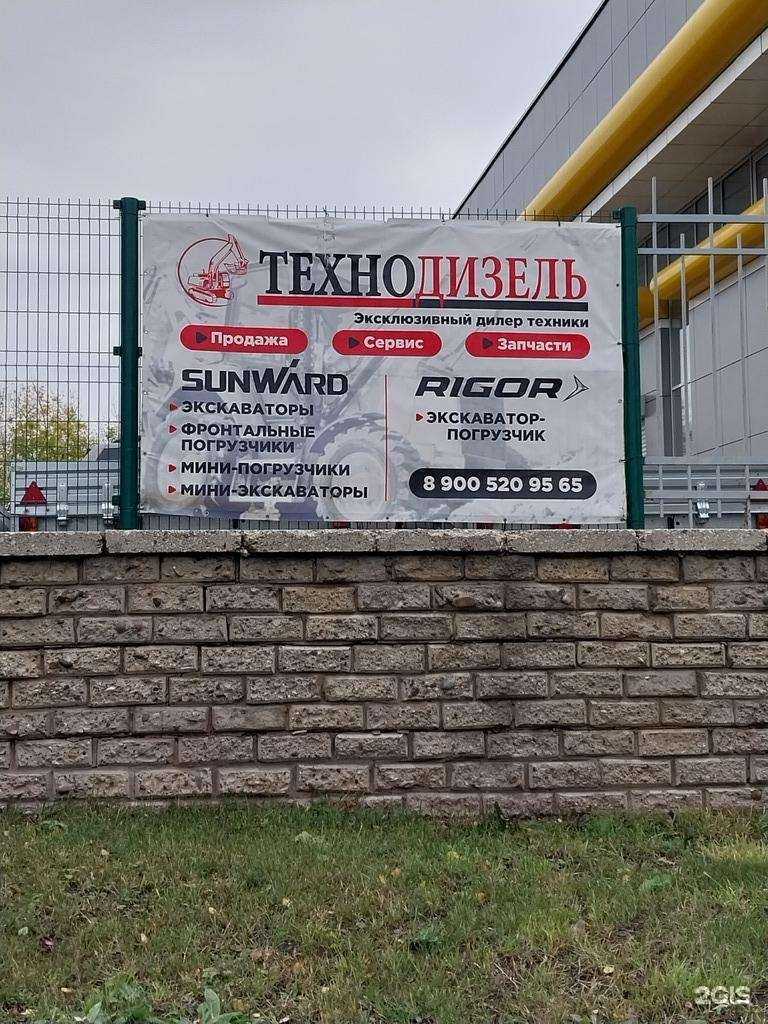 ТЕХНОДИЗЕЛЬ
Эксклюзивный дилер техники
Продажа
Сервис
Запчасти
SUNWARD
ЭКСКАВАТОРЫ
ФРОНТАЛЬНЫЕ
ПОГРУЗЧИКИ
МИНИ-ПОГРУЗЧИКИ
МИНИ-ЭКСКАВАТОРЫ
RIGOR
ЭКСКАВАТОР-
ПОГРУЗЧИК
8 900 520 95 65
2GIS